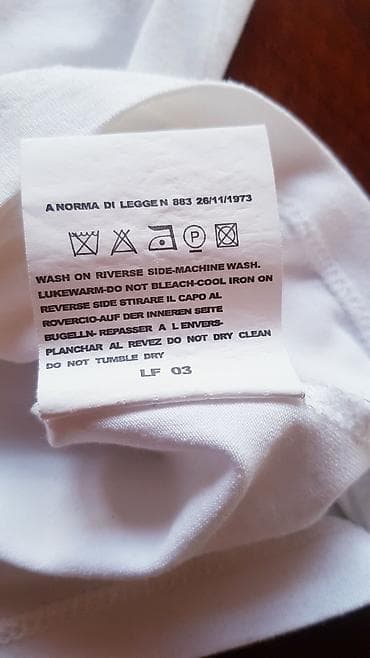 A NORMA DI LEGGE N 883 26/11/1973
P
WASH ON RIVERSE SIDE-MACHINE WASH.
LUKEWARM-DO NOT BLEACH-COOL IRON ON
REVERSE SIDE STIRARE IL CAPO AL
ROVERCIO-AUF DER INNEREN SEITE
BUGELLN- REPASSER A L ENVERS-
PLANCHAR AL REVEZ DO NOT DRY CLEAN
DO NOT TUMBLE DRY
LF 03